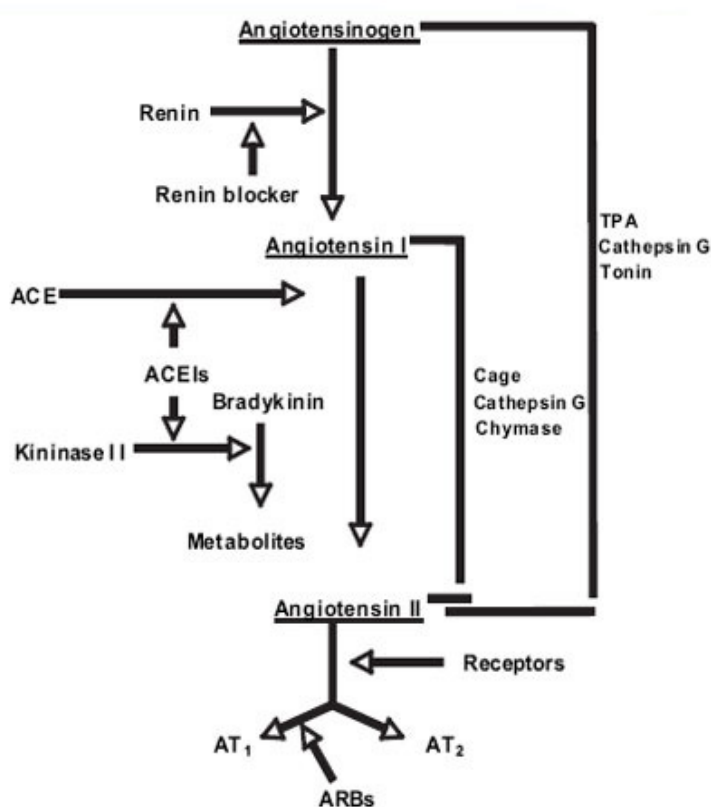 Angiotensinogen
Renin
Renin blocker
TPA
Cathepsin G
Tonin
Angiotensin I
ACE
ACEIs
Cage
Cathepsin G
Chymase
Bradykinin
Kininase II
Metabolites
Angiotensin II
Receptors
AT₁
AT₂
ARBs